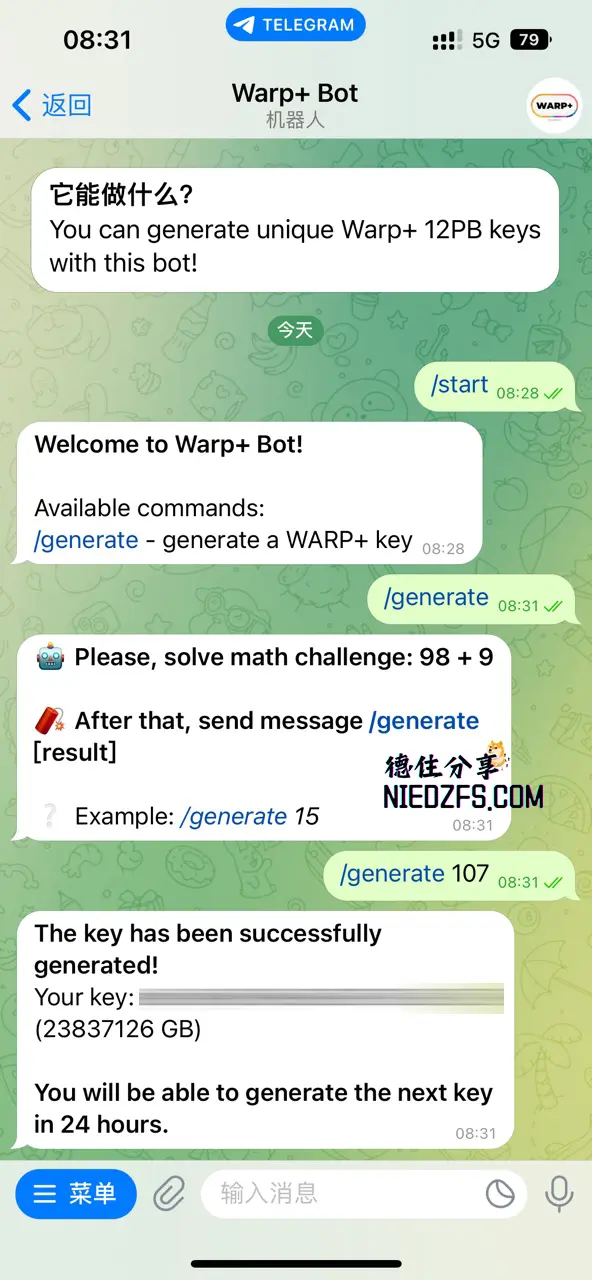 08:31
TELEGRAM
5G
79
返回
Warp+ Bot
机器人
WARP+
它能做什么?
You can generate unique Warp+ 12PB keys
with this bot!
今天
/start 08:28
Welcome to Warp+ Bot!
Available commands:
/generate - generate a WARP+ key 08:28
/generate 08:31
🤖 Please, solve math challenge: 98 + 9
🧨 After that, send message /generate
[result]
❔ Example: /generate 15
08:31
德住分享
NIEDZFS.COM
/generate 107 08:31
The key has been successfully
generated!
Your key:
(23837126 GB)
You will be able to generate the next key
in 24 hours. 08:31
菜单
输入消息